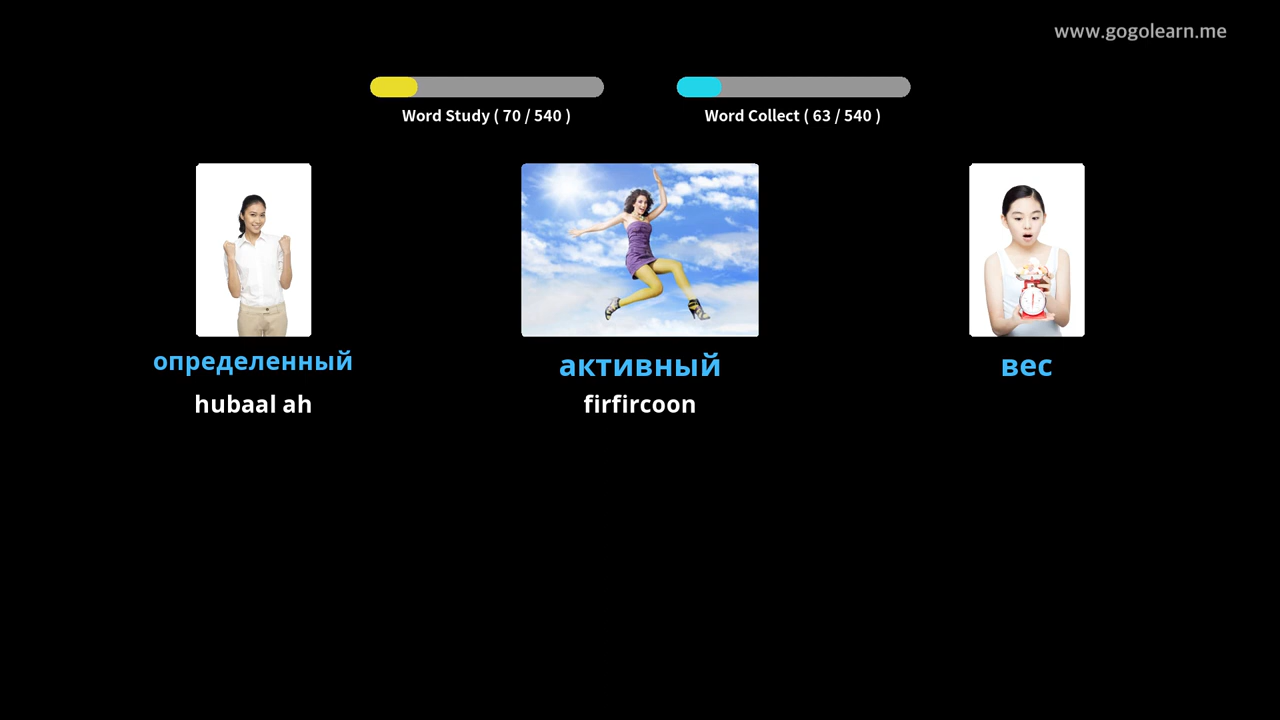 www.gogolearn.me
Word Study ( 70 / 540 )
Word Collect ( 63 / 540 )
определенный
hubaal ah
активный
firfircoon
вес